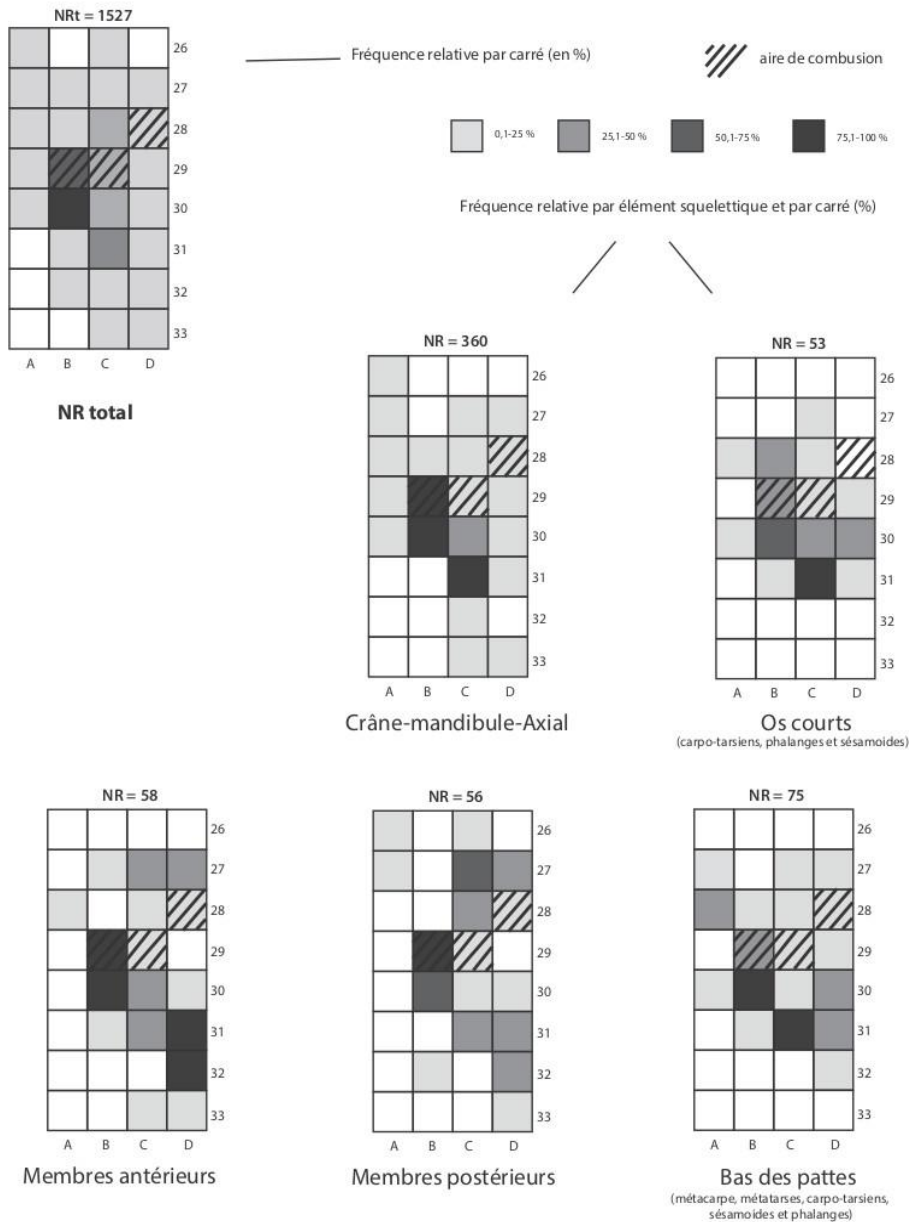 NRt = 1527
26
27
28
29
30
31
32
33
A B C D
NR total
Fréquence relative par carré (en %)
aire de combusion
0,1-25 % 25,1-50 % 50,1-75 % 75,1-100 %
Fréquence relative par élément squelettique et par carré (%)
NR = 360
26
27
28
29
30
31
32
33
A B C D
Crâne-mandibule-Axial
NR = 53
26
27
28
29
30
31
32
33
A B C D
Os courts
(carpo-tarsiens, phalanges et sésamoides)
NR = 58
26
27
28
29
30
31
32
33
A B C D
Membres antérieurs
NR = 56
26
27
28
29
30
31
32
33
A B C D
Membres postérieurs
NR = 75
26
27
28
29
30
31
32
33
A B C D
Bas des pattes
(métacarpe, métatarses, carpo-tarsiens,
sésamoides et phalanges)